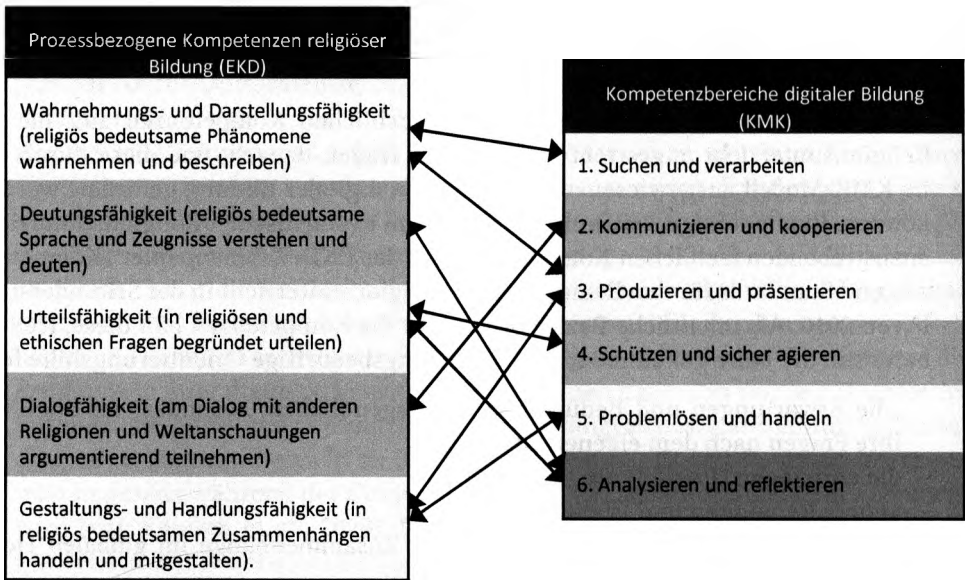 Prozessbezogene Kompetenzen religiöser
Bildung (EKD)
Wahrnehmungs- und Darstellungsfähigkeit
(religiös bedeutsame Phänomene
wahrnehmen und beschreiben)
Deutungsfähigkeit (religiös bedeutsame
Sprache und Zeugnisse verstehen und
deuten)
Urteilsfähigkeit (in religiösen und
ethischen Fragen begründet urteilen)
Dialogfähigkeit (am Dialog mit anderen
Religionen und Weltanschauungen
argumentierend teilnehmen)
Gestaltungs- und Handlungsfähigkeit (in
religiös bedeutsamen Zusammenhängen
handeln und mitgestalten).
Kompetenzbereiche digitaler Bildung
(KMK)
1. Suchen und verarbeiten
2. Kommunizieren und kooperieren
3. Produzieren und präsentieren
4. Schützen und sicher agieren
5. Problemlösen und handeln
6. Analysieren und reflektieren